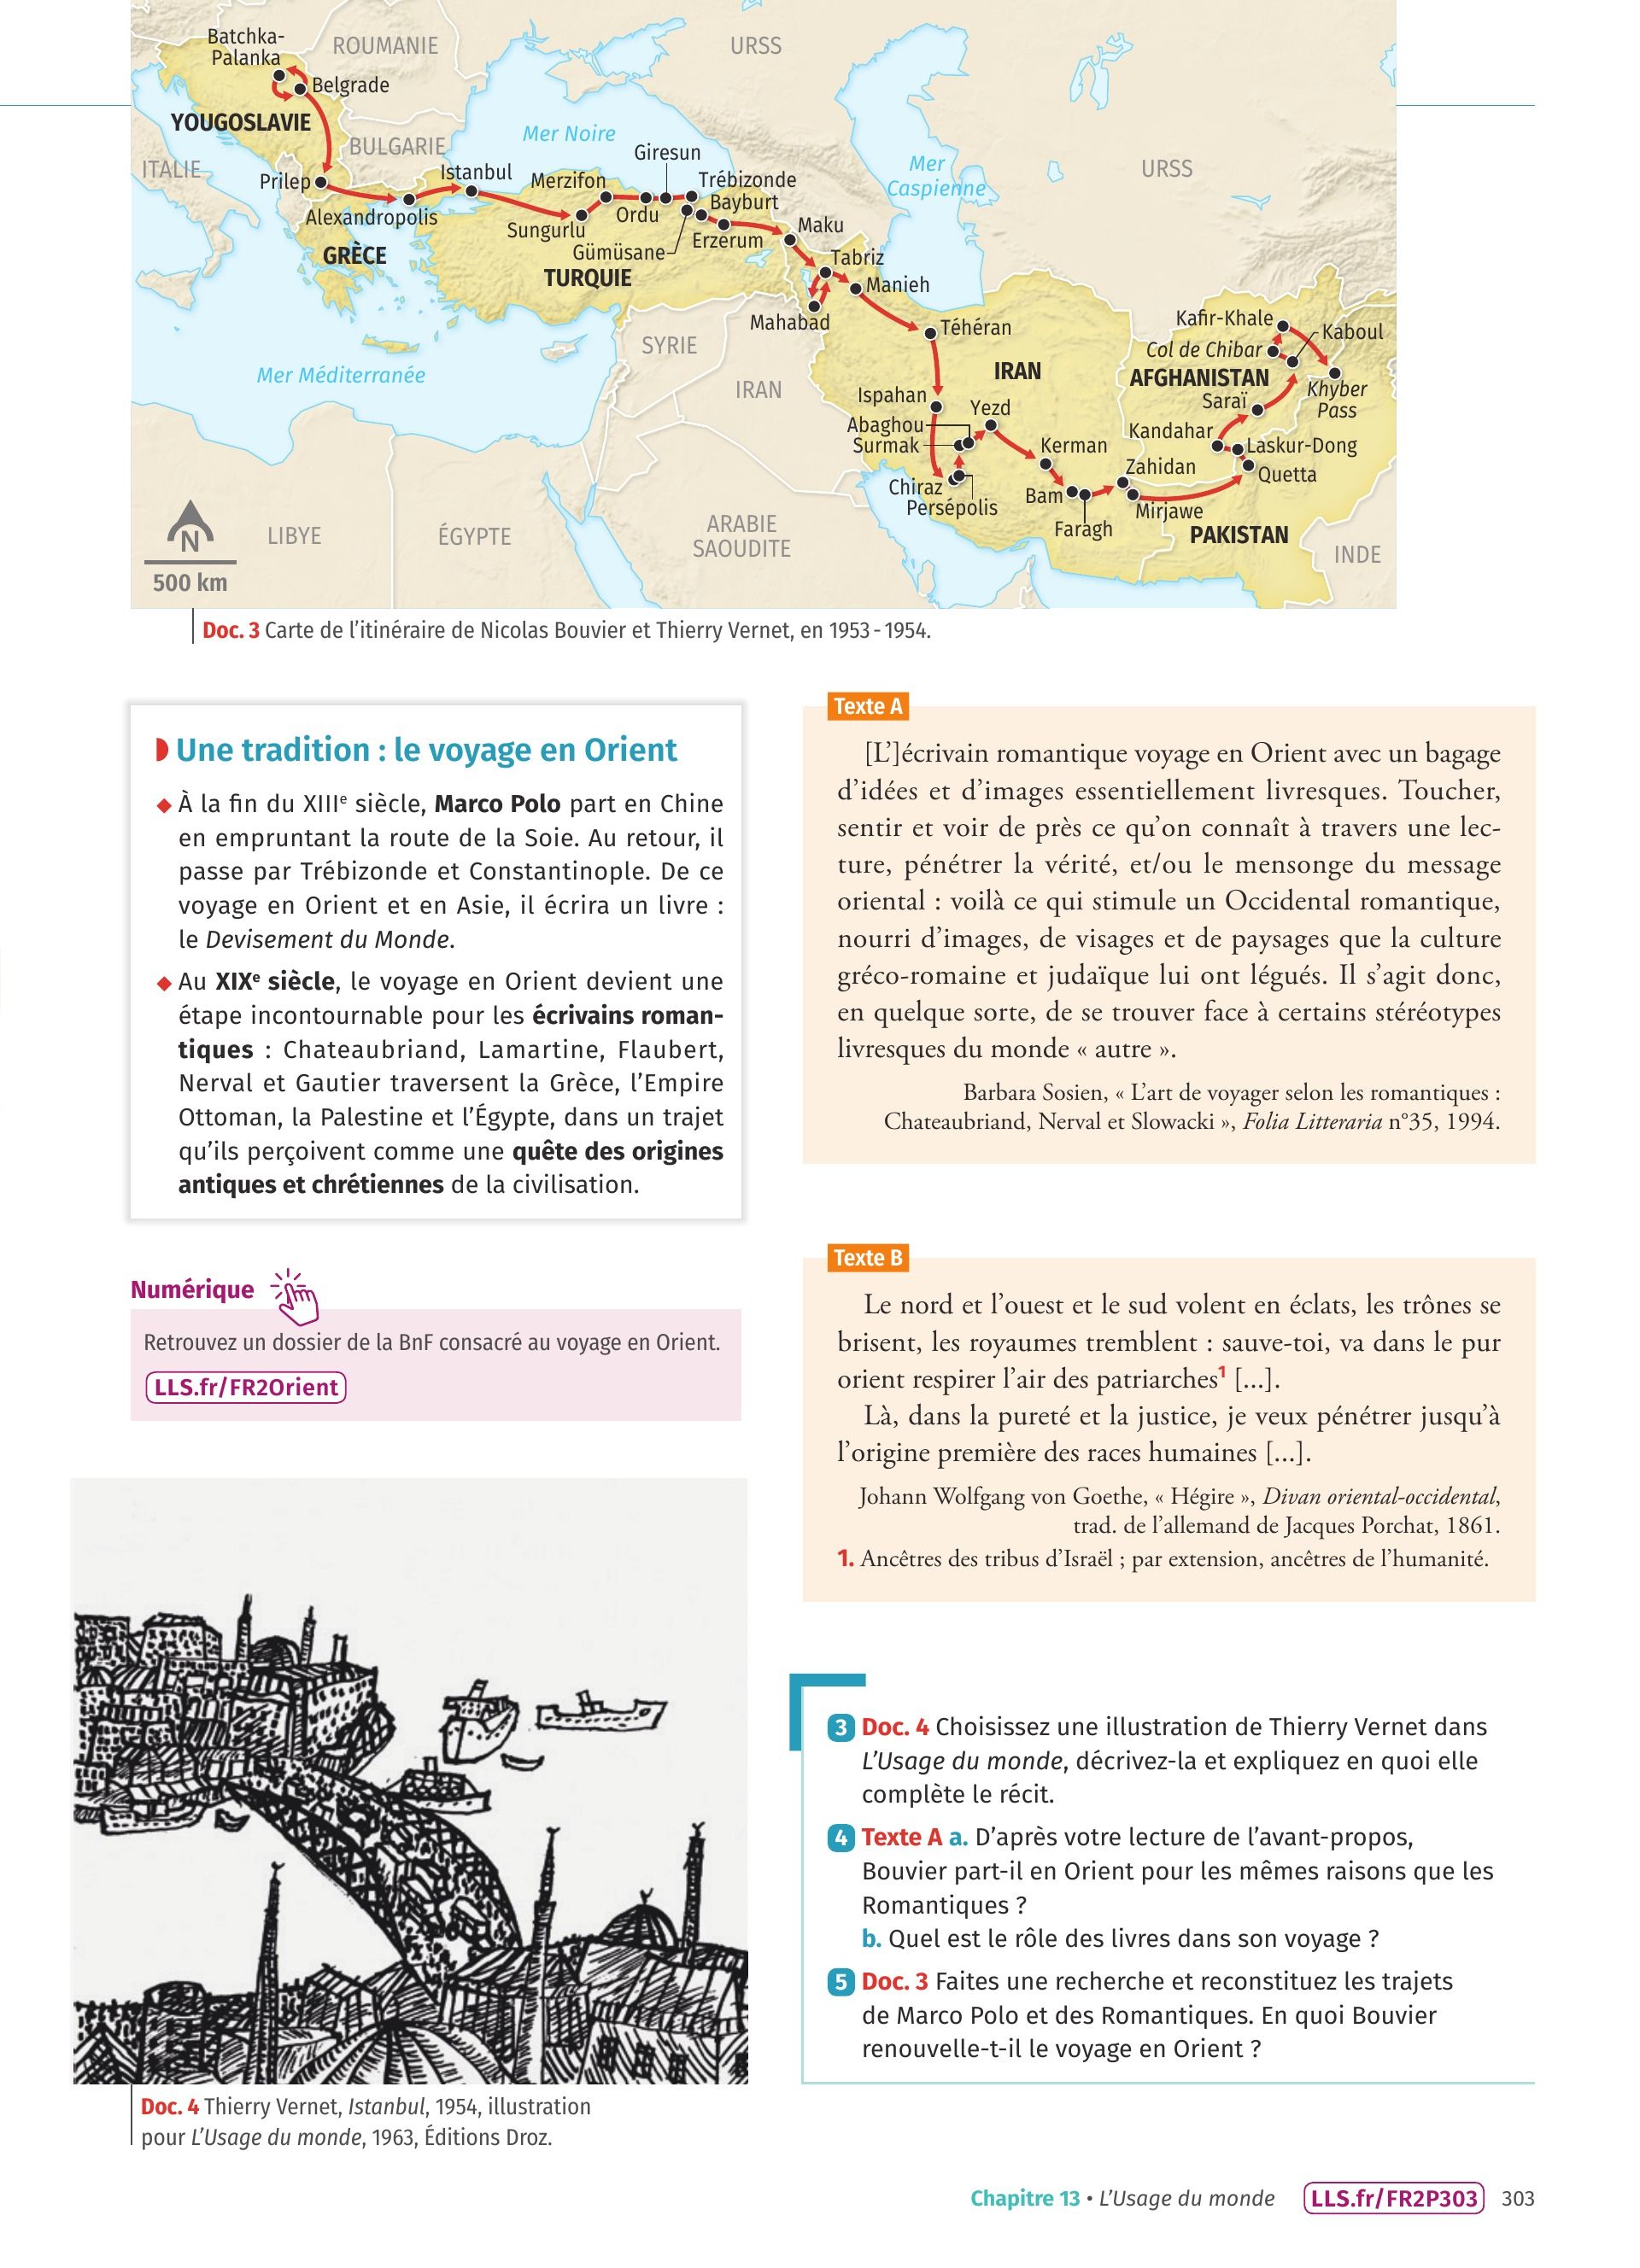 Batchka-
Palanka
ROUMANIE
URSS
Belgrade
YOUGOSLAVIE
Mer Noire
BULGARIE
Giresun
ITALIE
Mer
Caspienne
URSS
Prilep
Istanbul
Merzifon
Trébizonde
Bayburt
Alexandropolis
Sungurlu
Ordu
Maku
Gümüsane
Erzerum
GRÈCE
TURQUIE
Tabriz
Manieh
Mahabad
Téhéran
Kafir-Khale
Kaboul
SYRIE
Col de Chibar
Mer Méditerranée
IRAN
IRAN
AFGHANISTAN
Khyber
Pass
Ispahan
Yezd
Saraï
Abaghou
Surmak
Kandahar
Kerman
Laskur-Dong
Zahidan
Quetta
Chiraz
Persépolis
Bam
Mirjawe
Faragh
N
500 km
LIBYE
ÉGYPTE
ARABIE
SAOUDITE
PAKISTAN
INDE
Doc. 3 Carte de l’itinéraire de Nicolas Bouvier et Thierry Vernet, en 1953 - 1954.
Une tradition : le voyage en Orient
À la fin du XIIIe siècle, Marco Polo part en Chine
en empruntant la route de la Soie. Au retour, il
passe par Trébizonde et Constantinople. De ce
voyage en Orient et en Asie, il écrira un livre :
le Devisement du Monde.
Au XIXe siècle, le voyage en Orient devient une
étape incontournable pour les écrivains roman-
tiques : Chateaubriand, Lamartine, Flaubert,
Nerval et Gautier traversent la Grèce, l’Empire
Ottoman, la Palestine et l’Égypte, dans un trajet
qu’ils perçoivent comme une quête des origines
antiques et chrétiennes de la civilisation.
Numérique
Retrouvez un dossier de la BnF consacré au voyage en Orient.
LLS.fr/FR2Orient
Doc. 4 Thierry Vernet, Istanbul, 1954, illustration
pour L’Usage du monde, 1963, Éditions Droz.
Texte A
[L’]écrivain romantique voyage en Orient avec un bagage
d’idées et d’images essentiellement livresques. Toucher,
sentir et voir de près ce qu’on connaît à travers une lec-
ture, pénétrer la vérité, et/ou le mensonge du message
oriental : voilà ce qui stimule un Occidental romantique,
nourri d’images, de visages et de paysages que la culture
gréco-romaine et judaïque lui ont légués. Il s’agit donc,
en quelque sorte, de se trouver face à certains stéréotypes
livresques du monde « autre ».
Barbara Sosien, « L’art de voyager selon les romantiques :
Chateaubriand, Nerval et Slowacki », Folia Litteraria n°35, 1994.
Texte B
Le nord et l’ouest et le sud volent en éclats, les trônes se
brisent, les royaumes tremblent : sauve-toi, va dans le pur
orient respirer l’air des patriarches1 [...].
Là, dans la pureté et la justice, je veux pénétrer jusqu’à
l’origine première des races humaines [...].
Johann Wolfgang von Goethe, « Hégire », Divan oriental-occidental,
trad. de l’allemand de Jacques Porchat, 1861.
1. Ancêtres des tribus d’Israël ; par extension, ancêtres de l’humanité.
3 Doc. 4 Choisissez une illustration de Thierry Vernet dans
L’Usage du monde, décrivez-la et expliquez en quoi elle
complète le récit.
4 Texte A a. D’après votre lecture de l’avant-propos,
Bouvier part-il en Orient pour les mêmes raisons que les
Romantiques ?
b. Quel est le rôle des livres dans son voyage ?
5 Doc. 3 Faites une recherche et reconstituez les trajets
de Marco Polo et des Romantiques. En quoi Bouvier
renouvelle-t-il le voyage en Orient ?
Chapitre 13 • L’Usage du monde LLS.fr/FR2P303 303